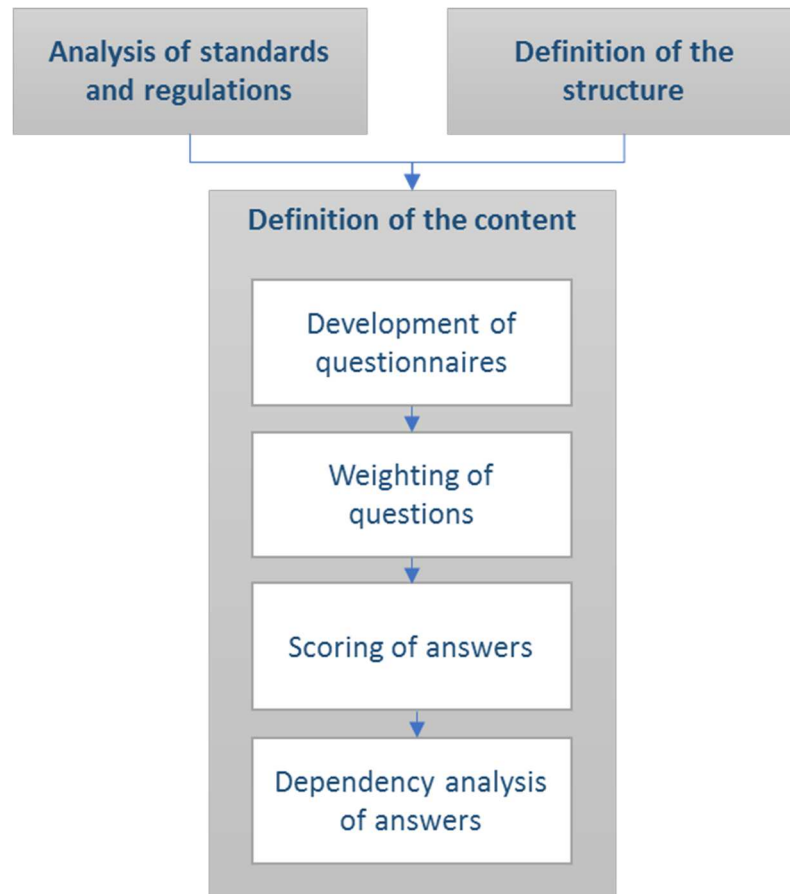 Analysis of standards
and regulations
Definition of the
structure
Definition of the content
Development of
questionnaires
Weighting of
questions
Scoring of answers
Dependency analysis
of answers